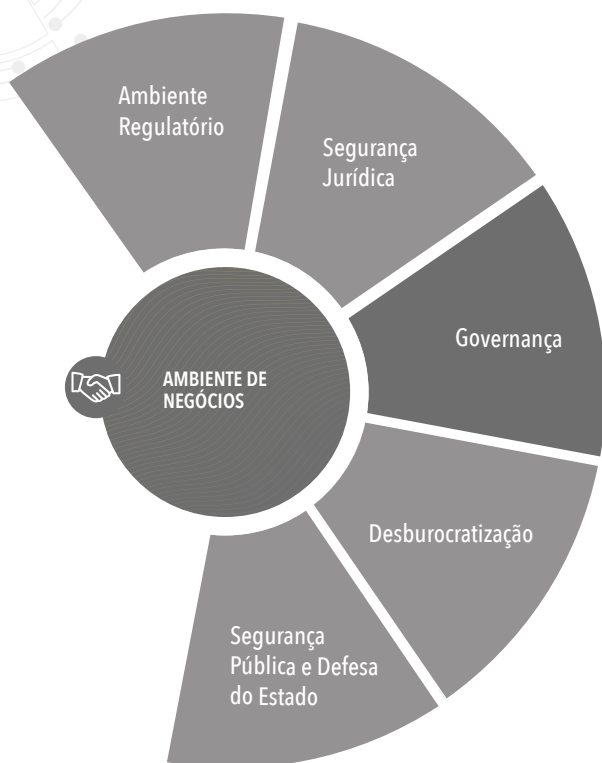 Ambiente
Regulatório
Segurança
Jurídica
Governança
AMBIENTE DE
NEGÓCIOS
Desburocratização
Segurança
Pública e Defesa
do Estado